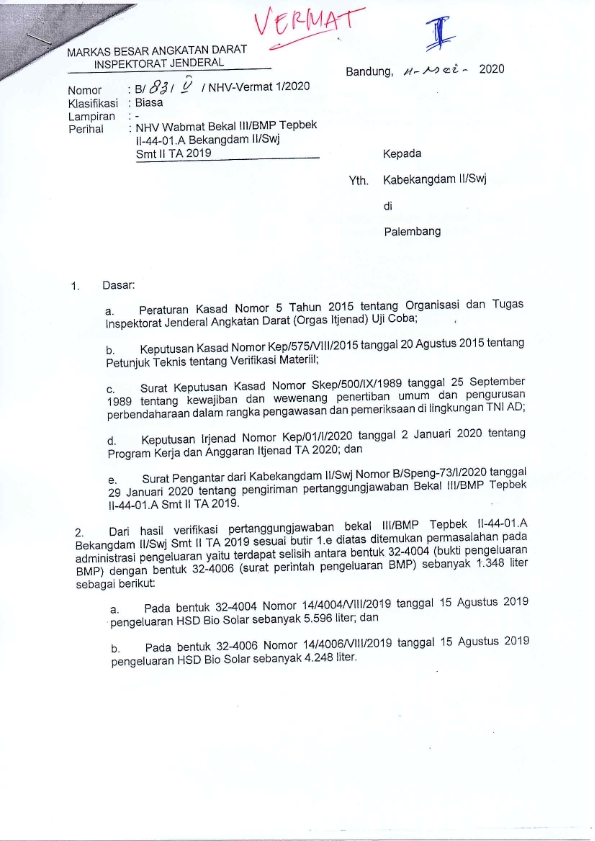 VERMAT
I
MARKAS BESAR ANGKATAN DARAT
INSPEKTORAT JENDERAL
Bandung, 11 - Mei - 2020
Nomor : B/ 83 / V / NHV-Vermat 1/2020
Klasifikasi : Biasa
Lampiran : -
Perihal : NHV Wabmat Bekal III/BMP Tepbek
II-44-01.A Bekangdam II/Swj
Smt II TA 2019
Kepada
Yth. Kabekangdam II/Swj
di
Palembang
1. Dasar:
a. Peraturan Kasad Nomor 5 Tahun 2015 tentang Organisasi dan Tugas
Inspektorat Jenderal Angkatan Darat (Orgas Itjenad) Uji Coba;
b. Keputusan Kasad Nomor Kep/575/VIII/2015 tanggal 20 Agustus 2015 tentang
Petunjuk Teknis tentang Verifikasi Materiil;
c. Surat Keputusan Kasad Nomor Skep/500/IX/1989 tanggal 25 September
1989 tentang kewajiban dan wewenang penertiban umum dan pengurusan
perbendaharaan dalam rangka pengawasan dan pemeriksaan di lingkungan TNI AD;
d. Keputusan Irjenad Nomor Kep/01/I/2020 tanggal 2 Januari 2020 tentang
Program Kerja dan Anggaran Itjenad TA 2020; dan
e. Surat Pengantar dari Kabekangdam II/Swj Nomor B/Speng-73/I/2020 tanggal
29 Januari 2020 tentang pengiriman pertanggungjawaban Bekal III/BMP Tepbek
II-44-01.A Smt II TA 2019.
2. Dari hasil verifikasi pertanggungjawaban bekal III/BMP Tepbek II-44-01.A
Bekangdam II/Swj Smt II TA 2019 sesuai butir 1.e diatas ditemukan permasalahan pada
administrasi pengeluaran yaitu terdapat selisih antara bentuk 32-4004 (bukti pengeluaran
BMP) dengan bentuk 32-4006 (surat perintah pengeluaran BMP) sebanyak 1.348 liter
sebagai berikut:
a. Pada bentuk 32-4004 Nomor 14/4004/VIII/2019 tanggal 15 Agustus 2019
pengeluaran HSD Bio Solar sebanyak 5.596 liter; dan
b. Pada bentuk 32-4006 Nomor 14/4006/VIII/2019 tanggal 15 Agustus 2019
pengeluaran HSD Bio Solar sebanyak 4.248 liter.